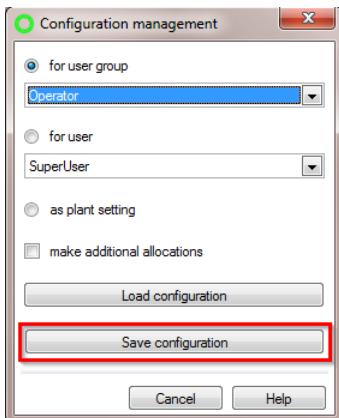 Configuration management
for user group
Operator
for user
SuperUser
as plant setting
make additional allocations
Load configuration
Save configuration
Cancel Help